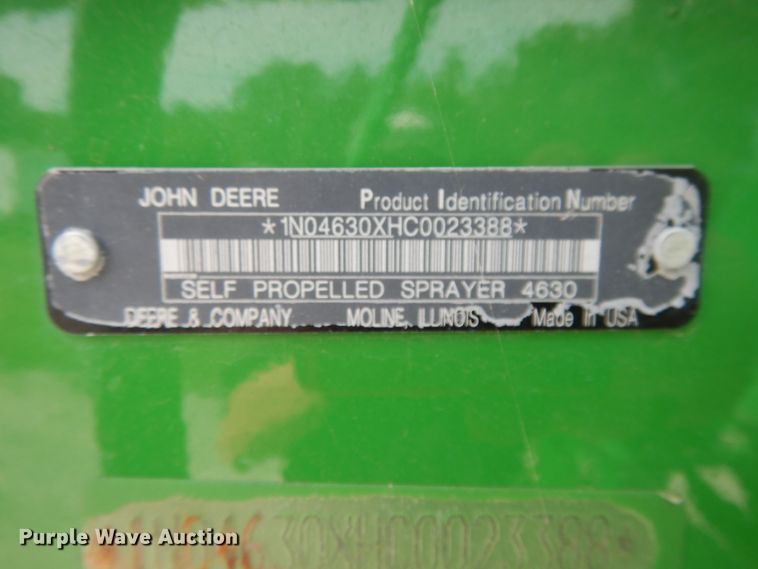 JOHN DEERE Product Identification Number
*1N04630XHC0023388*
SELF PROPELLED SPRAYER 4630
DEERE & COMPANY MOLINE, ILLINOIS Made In USA
*1N04630XHC0023388*
Purple Wave Auction